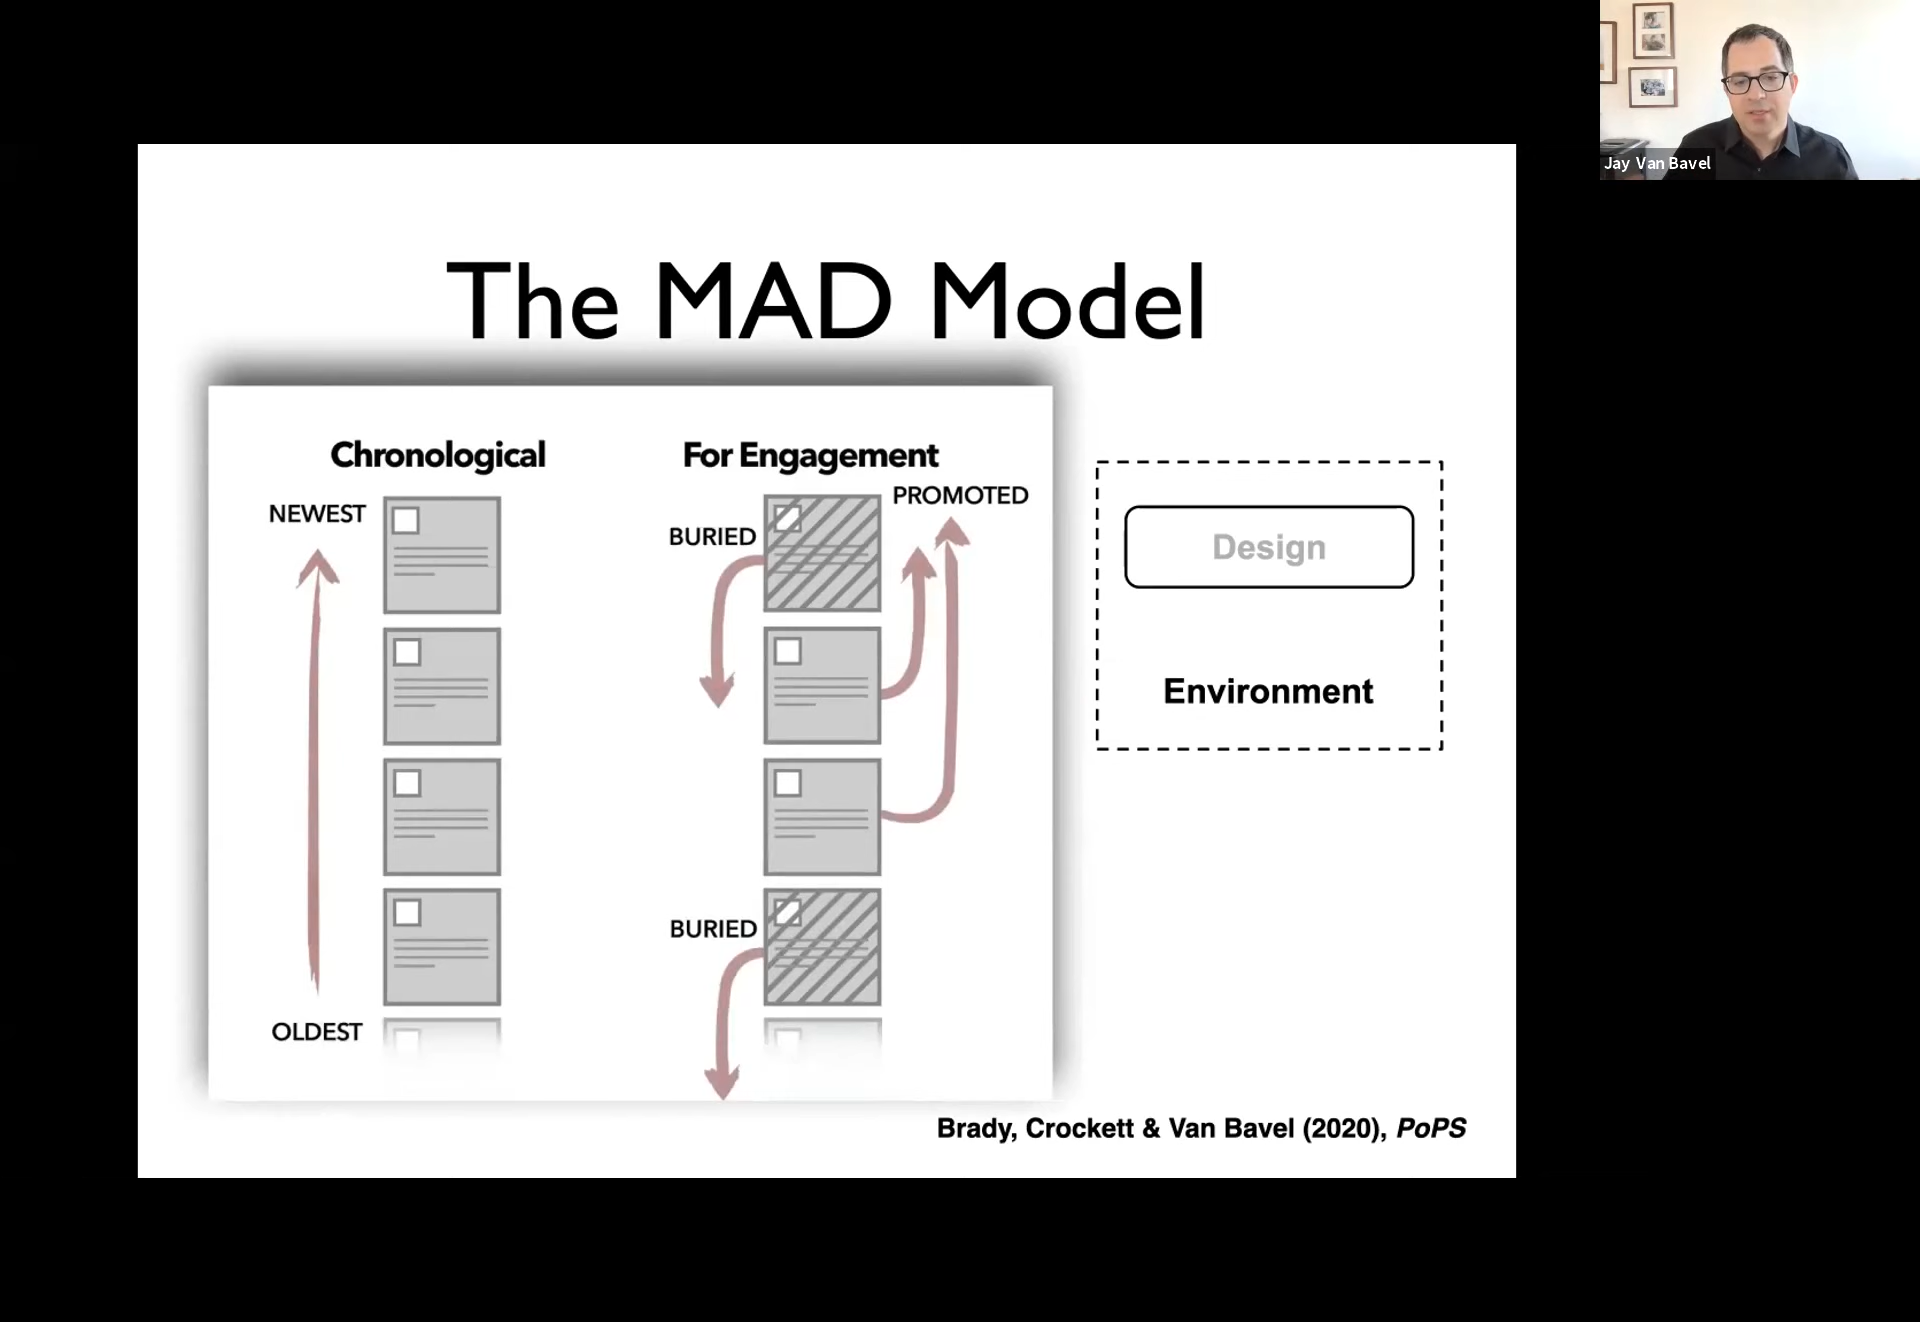 Jay Van Bavel
The MAD Model
Chronological
NEWEST
OLDEST
For Engagement
PROMOTED
BURIED
BURIED
Design
Environment
Brady, Crockett & Van Bavel (2020), PoPS